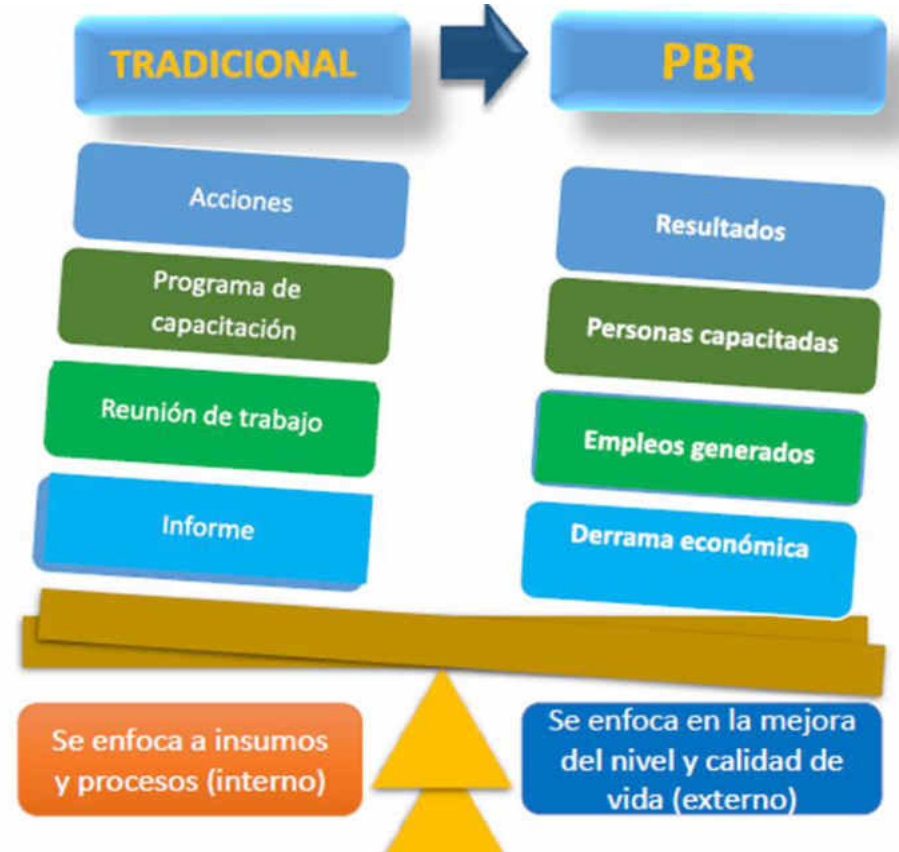 TRADICIONAL
PBR
Acciones
Programa de
capacitación
Reunión de trabajo
Informe
Resultados
Personas capacitadas
Empleos generados
Derrama económica
Se enfoca a insumos
y procesos (interno)
Se enfoca en la mejora
del nivel y calidad de
vida (externo)